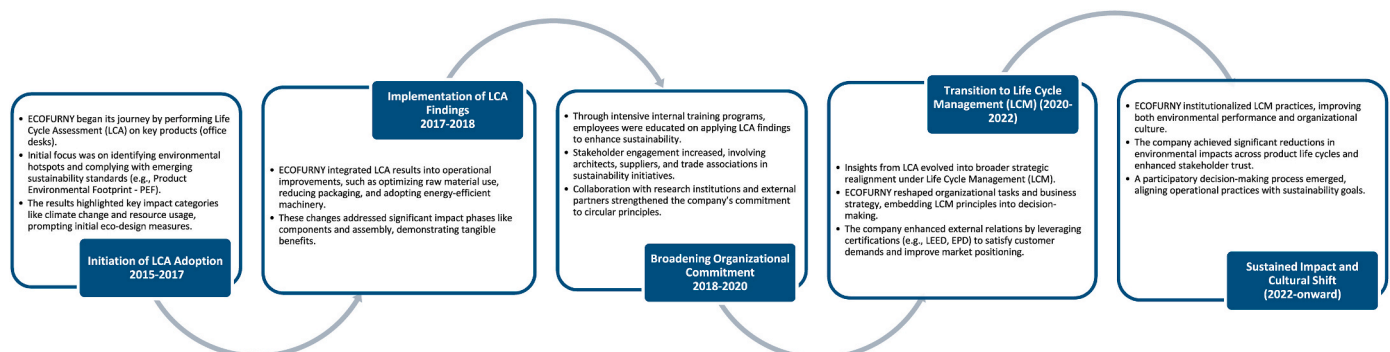 • ECOFURNY began its journey by performing Life
Cycle Assessment (LCA) on key products (office
desks).
• Initial focus was on identifying environmental
hotspots and complying with emerging
sustainability standards (e.g., Product
Environmental Footprint - PEF).
• The results highlighted key impact categories
like climate change and resource usage,
prompting initial eco-design measures.
Initiation of LCA Adoption
2015-2017
Implementation of LCA
Findings
2017-2018
• ECOFURNY integrated LCA results into operational
improvements, such as optimizing raw material use,
reducing packaging, and adopting energy-efficient
machinery.
• These changes addressed significant impact phases like
components and assembly, demonstrating tangible
benefits.
• Through intensive internal training programs,
employees were educated on applying LCA findings
to enhance sustainability.
• Stakeholder engagement increased, involving
architects, suppliers, and trade associations in
sustainability initiatives.
• Collaboration with research institutions and external
partners strengthened the company's commitment
to circular principles.
Broadening Organizational
Commitment
2018-2020
Transition to Life Cycle
Management (LCM) (2020-
2022)
• Insights from LCA evolved into broader strategic
realignment under Life Cycle Management (LCM).
• ECOFURNY reshaped organizational tasks and business
strategy, embedding LCM principles into decision-
making.
• The company enhanced external relations by leveraging
certifications (e.g., LEED, EPD) to satisfy customer
demands and improve market positioning.
• ECOFURNY institutionalized LCM practices, improving
both environmental performance and organizational
culture.
• The company achieved significant reductions in
environmental impacts across product life cycles and
enhanced stakeholder trust.
• A participatory decision-making process emerged,
aligning operational practices with sustainability goals.
Sustained Impact and
Cultural Shift
(2022-onward)